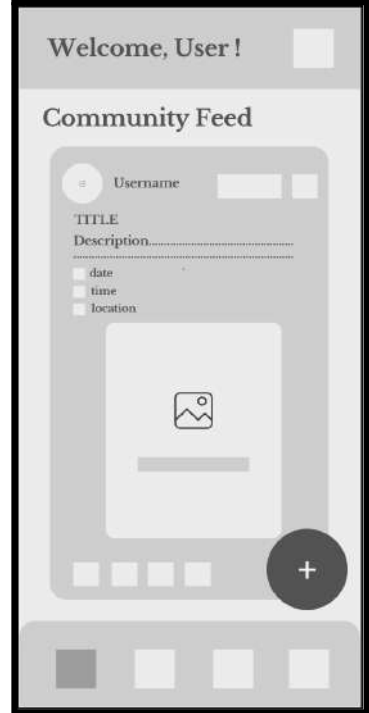 Welcome, User !
Community Feed
Username
TITLE
Description.................................................
.........................................................................
date
time
location
+